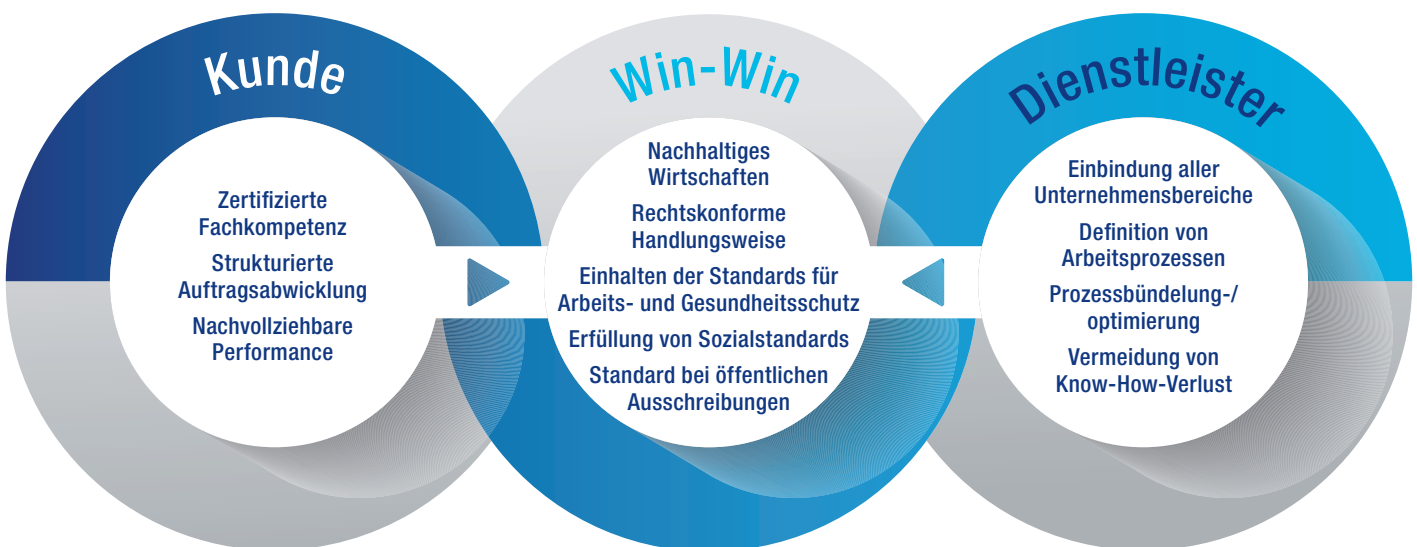 Kunde
Zertifizierte
Fachkompetenz
Strukturierte
Auftragsabwicklung
Nachvollziehbare
Performance
Win-Win
Nachhaltiges
Wirtschaften
Rechtskonforme
Handlungsweise
Einhalten der Standards für
Arbeits- und Gesundheitsschutz
Erfüllung von Sozialstandards
Standard bei öffentlichen
Ausschreibungen
Dienstleister
Einbindung aller
Unternehmensbereiche
Definition von
Arbeitsprozessen
Prozessbündelung-/
optimierung
Vermeidung von
Know-How-Verlust